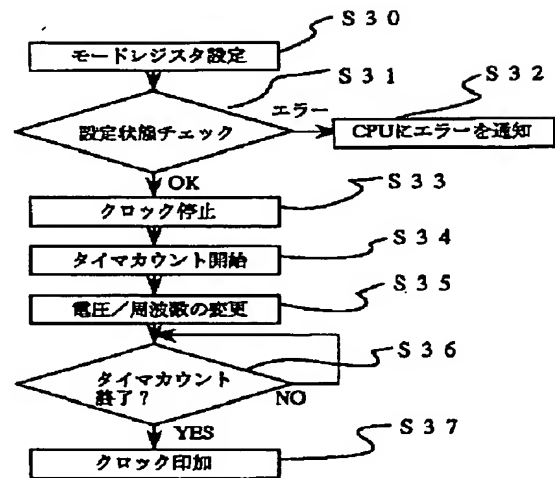 S30
モードレジスタ設定
S31
S32
エラー
設定状態チェック
CPUにエラーを通知
OK
S33
クロック停止
S34
タイマカウント開始
S35
電圧/周波数の変更
S36
タイマカウント
終了?
NO
YES
S37
クロック印加